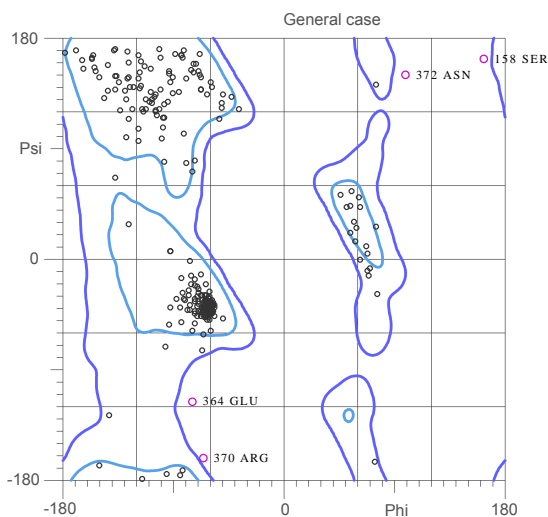 General case
180
158 SER
372 ASN
Psi
0
364 GLU
370 ARG
-180
-180 0 Phi 180